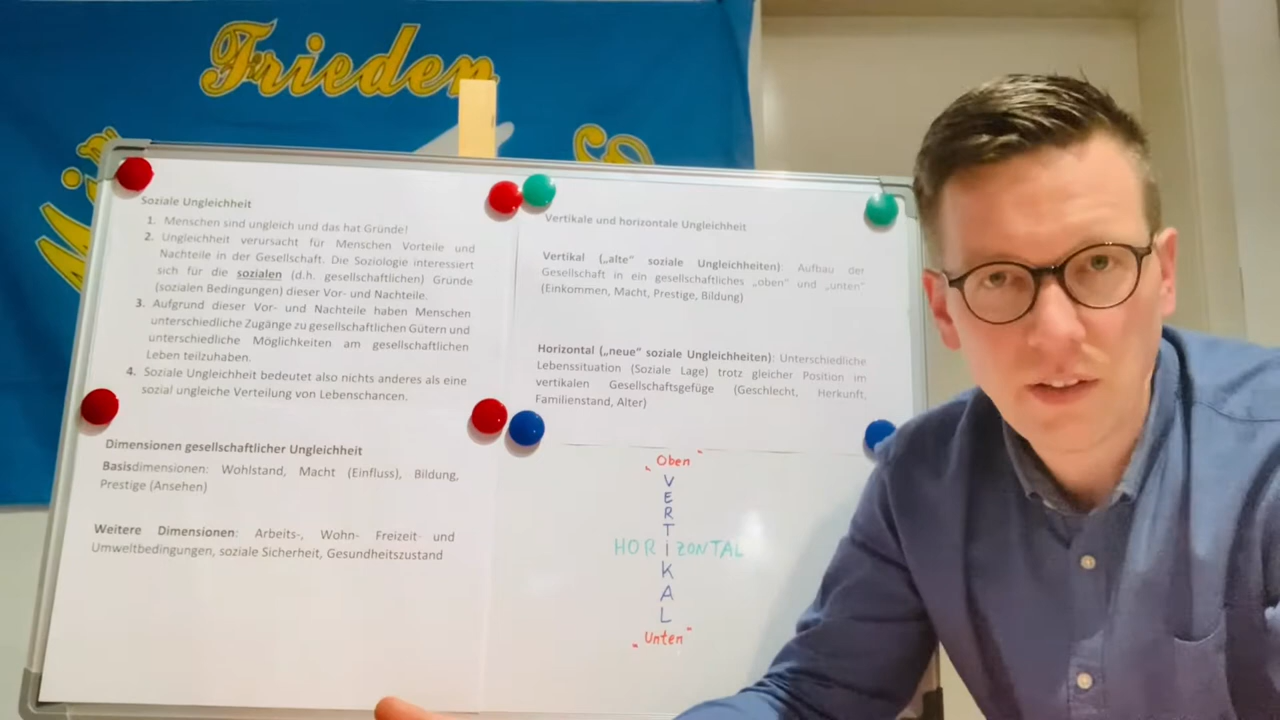 Frieden
Soziale Ungleichheit
1. Menschen sind ungleich und das hat Gründe!
2. Ungleichheit verursacht für Menschen Vorteile und
Nachteile in der Gesellschaft. Die Soziologie interessiert
sich für die sozialen (d.h. gesellschaftlichen) Gründe
(sozialen Bedingungen) dieser Vor- und Nachteile.
3. Aufgrund dieser Vor- und Nachteile haben Menschen
unterschiedliche Zugänge zu gesellschaftlichen Gütern und
unterschiedliche Möglichkeiten am gesellschaftlichen
Leben teilzuhaben.
4. Soziale Ungleichheit bedeutet also nichts anderes als eine
sozial ungleiche Verteilung von Lebenschancen.
Dimensionen gesellschaftlicher Ungleichheit
Basisdimensionen: Wohlstand, Macht (Einfluss), Bildung,
Prestige (Ansehen)
Weitere Dimensionen: Arbeits-, Wohn- Freizeit- und
Umweltbedingungen, soziale Sicherheit, Gesundheitszustand
Vertikale und horizontale Ungleichheit
Vertikal („alte“ soziale Ungleichheiten): Aufbau der
Gesellschaft in ein gesellschaftliches „oben“ und „unten“
(Einkommen, Macht, Prestige, Bildung)
Horizontal („neue“ soziale Ungleichheiten): Unterschiedliche
Lebenssituation (Soziale Lage) trotz gleicher Position im
vertikalen Gesellschaftsgefüge (Geschlecht, Herkunft,
Familienstand, Alter)
„Oben“
VERTIKAL
HORIZONTAL
„Unten“